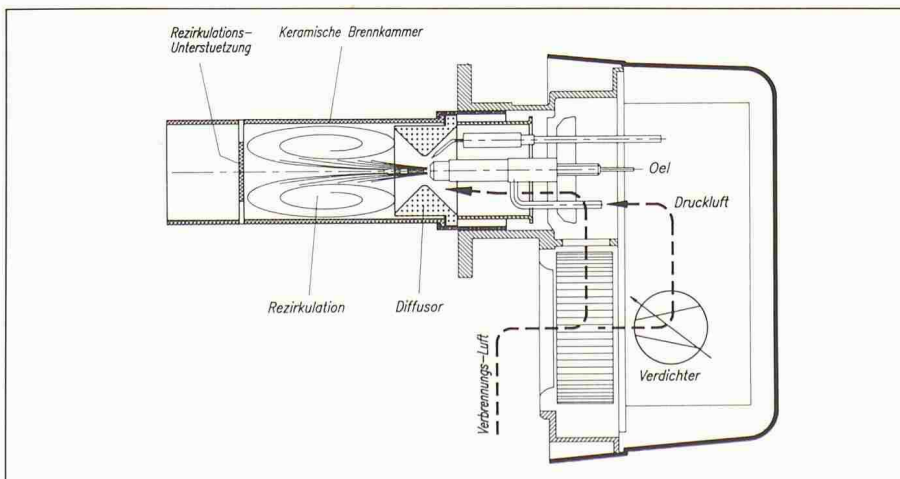 Rezirkulations-
Unterstuetzung
Keramische Brennkammer
Oel
Druckluft
Rezirkulation
Diffusor
Verbrennungs-Luft
Verdichter